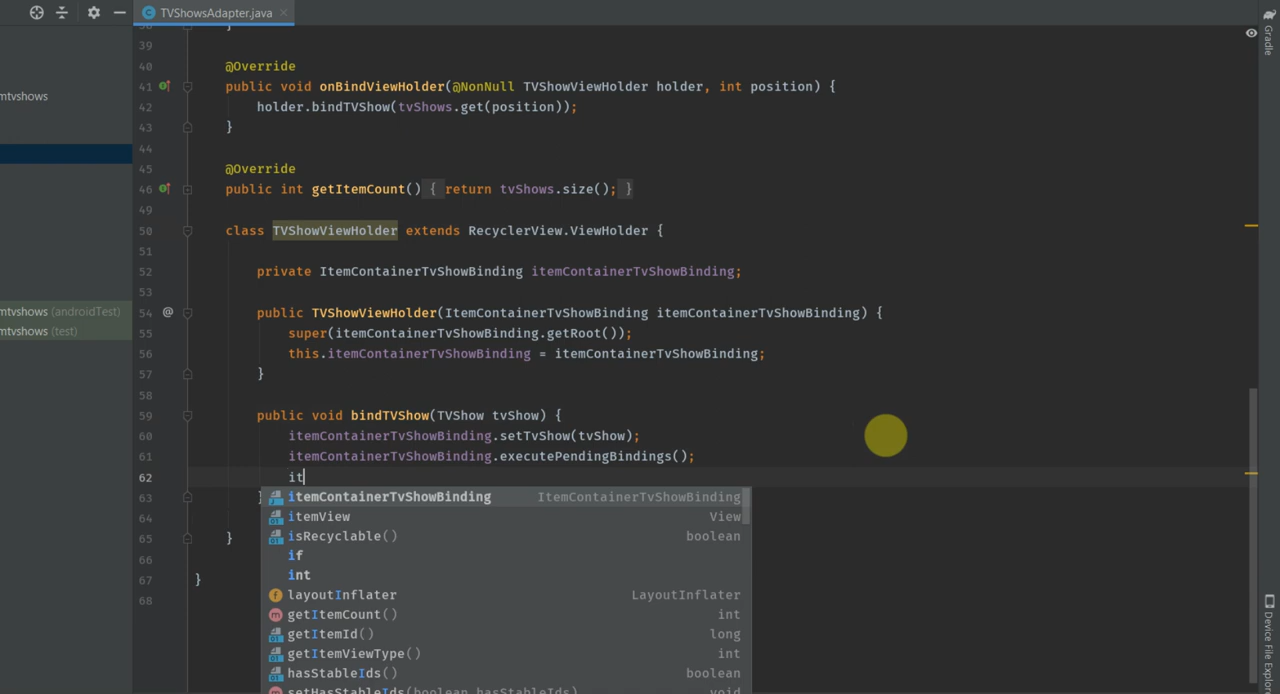 TVShowsAdapter.java
39
40 @Override
41 public void onBindViewHolder(@NonNull TVShowViewHolder holder, int position) {
mtvshows
42 holder.bindTVShow(tvShows.get(position));
43 }
44
45 @Override
46 public int getItemCount() { return tvShows.size(); }
49
50 class TVShowViewHolder extends RecyclerView.ViewHolder {
51
52 private ItemContainerTvShowBinding itemContainerTvShowBinding;
53
54 public TVShowViewHolder(ItemContainerTvShowBinding itemContainerTvShowBinding) {
mtvshows (androidTest)
55 super(itemContainerTvShowBinding.getRoot());
mtvshows (test)
56 this.itemContainerTvShowBinding = itemContainerTvShowBinding;
57 }
58
59 public void bindTVShow(TVShow tvShow) {
60 itemContainerTvShowBinding.setTvShow(tvShow);
61 itemContainerTvShowBinding.executePendingBindings();
62 it
63 }
itemContainerTvShowBinding ItemContainerTvShowBinding
itemView View
64
isRecyclable() boolean
65 }
if
66
int
67 }
layoutInflater LayoutInflater
68
getItemCount() int
getItemId() long
getItemViewType() int
hasStableIds() boolean
setHasStableIds(boolean hasStableIds) void
Gradle